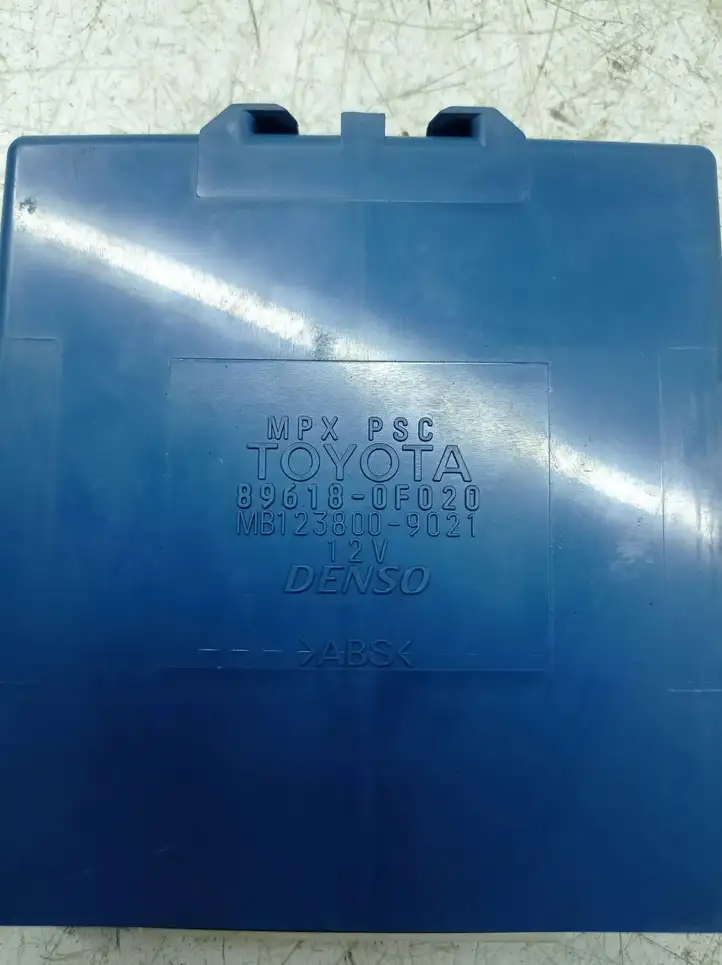 MPX PSC
TOYOTA
89618-0F020
MB123800-9021
12V
DENSO
>ABS<